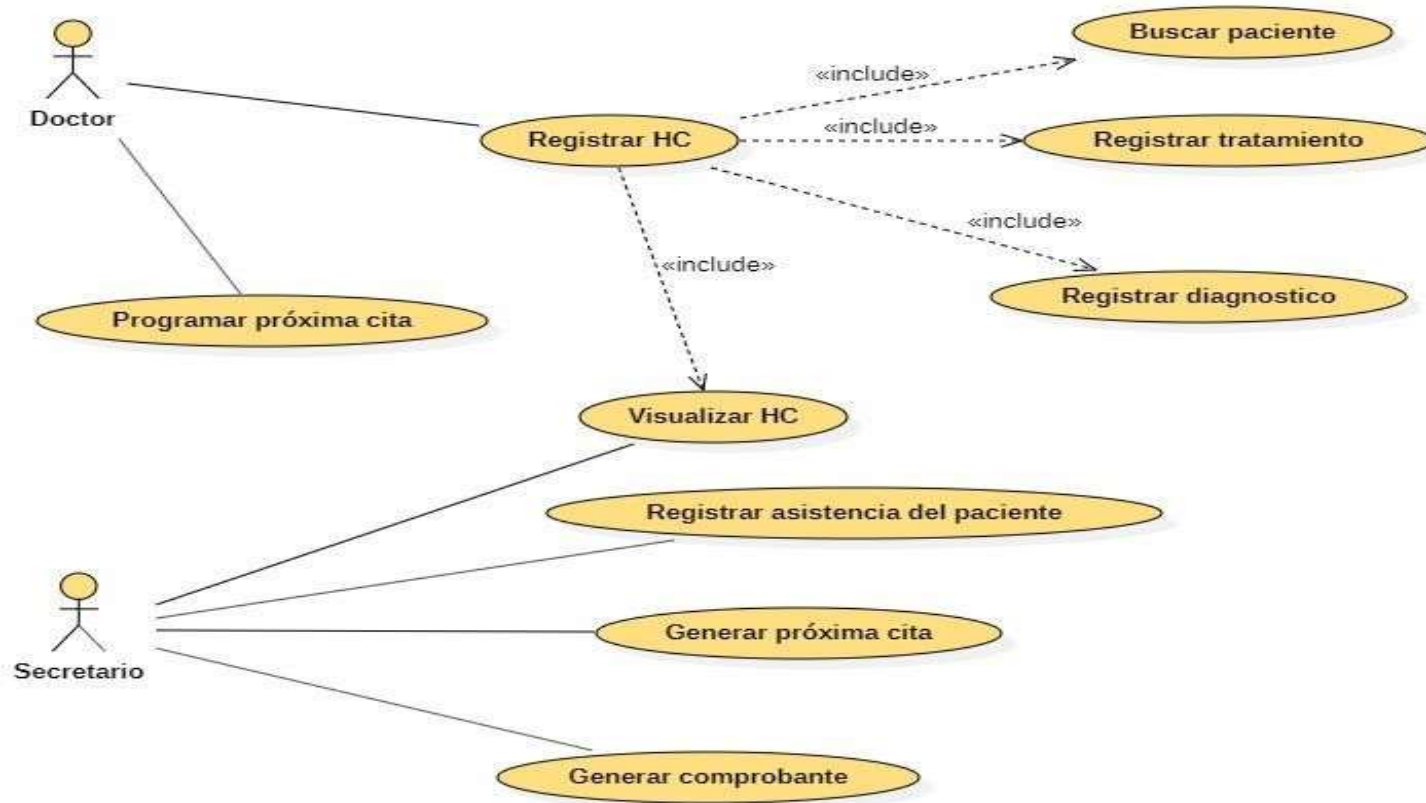 Buscar paciente
«include»
Doctor
«include»
Registrar HC
Registrar tratamiento
«include»
«include»
Registrar diagnostico
Programar próxima cita
Visualizar HC
Registrar asistencia del paciente
Generar próxima cita
Secretario
Generar comprobante